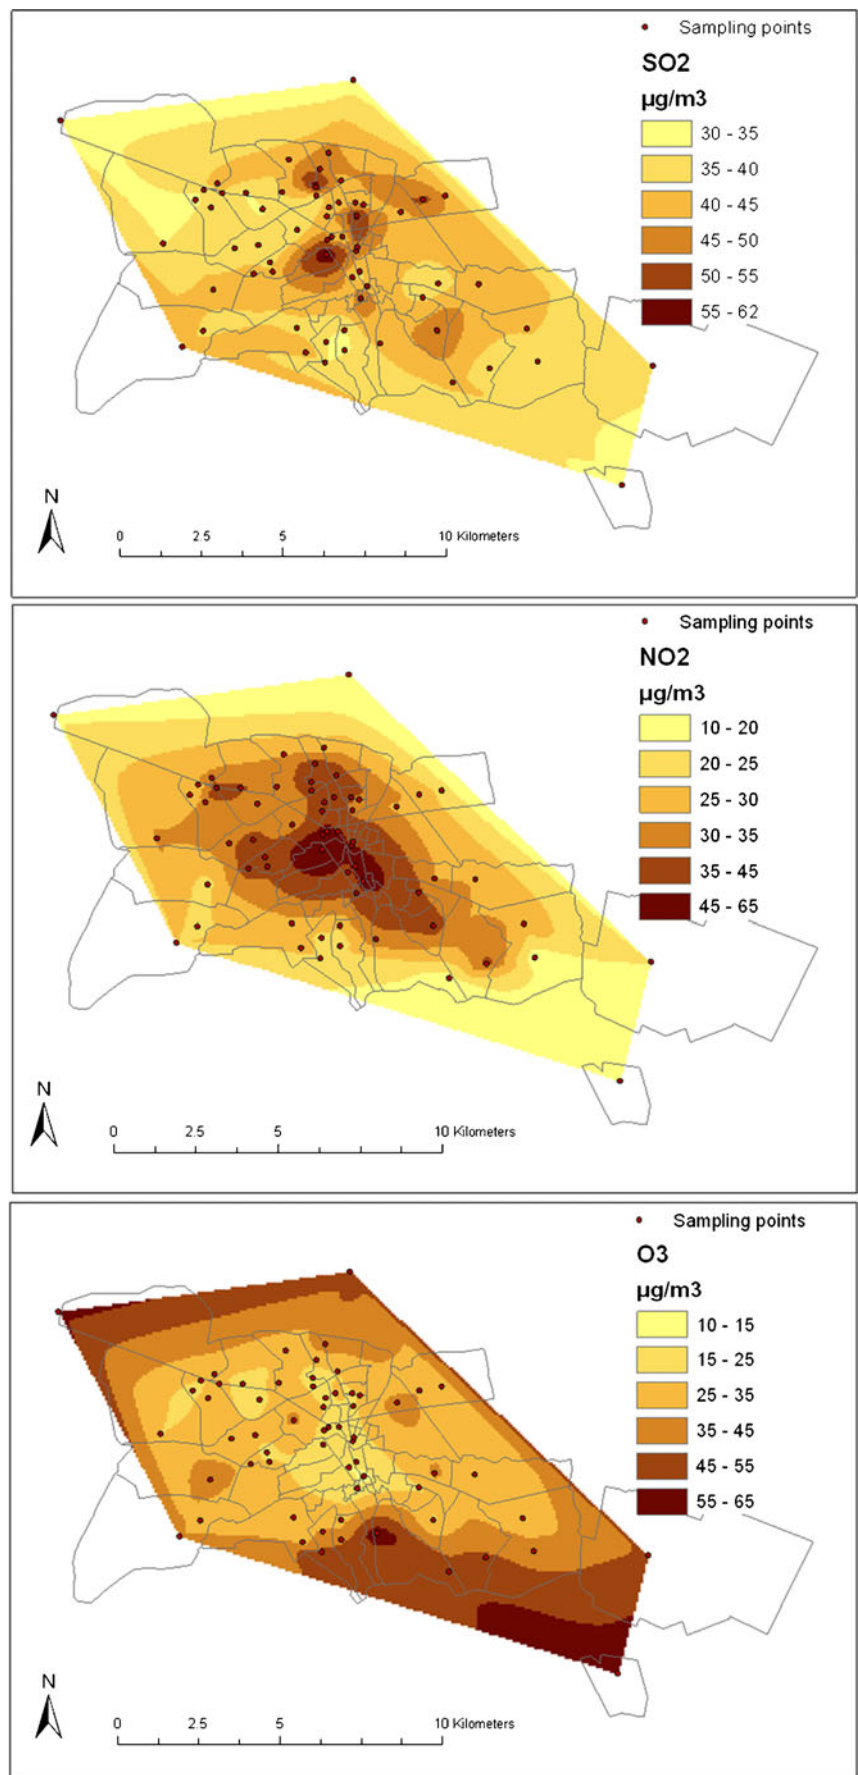 Sampling points
SO2
µg/m3
30 - 35
35 - 40
40 - 45
45 - 50
50 - 55
55 - 62
N
0 2.5 5 10 Kilometers
Sampling points
NO2
µg/m3
10 - 20
20 - 25
25 - 30
30 - 35
35 - 45
45 - 65
N
0 2.5 5 10 Kilometers
Sampling points
O3
µg/m3
10 - 15
15 - 25
25 - 35
35 - 45
45 - 55
55 - 65
N
0 2.5 5 10 Kilometers